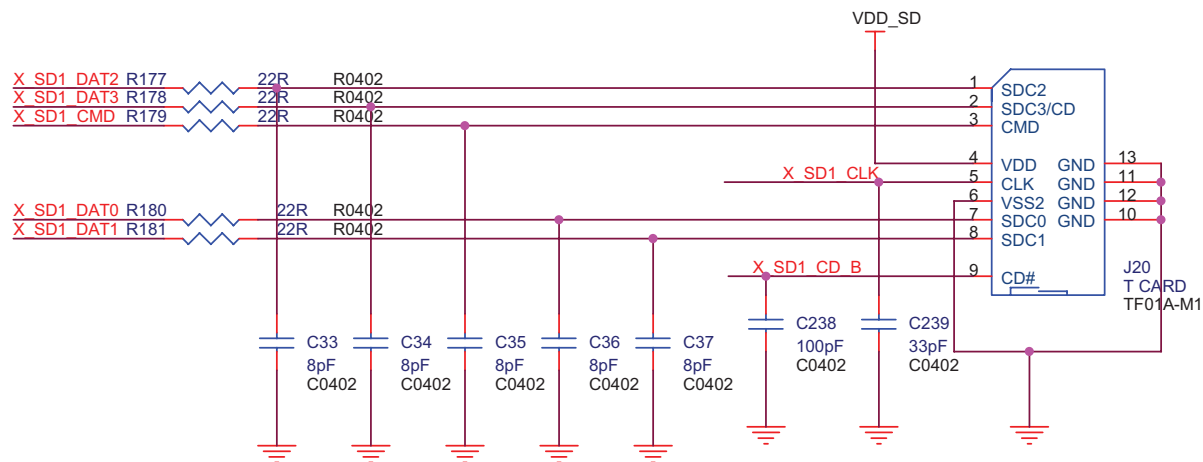 VDD_SD
X_SD1_DAT2 R177 22R R0402 1 SDC2
X_SD1_DAT3 R178 22R R0402 2 SDC3/CD
X_SD1_CMD R179 22R R0402 3 CMD
4 VDD GND 13
X_SD1_CLK 5 CLK GND 11
6 VSS2 GND 12
X_SD1_DAT0 R180 22R R0402 7 SDC0 GND 10
X_SD1_DAT1 R181 22R R0402 8 SDC1
X_SD1_CD_B 9 CD#
J20
T CARD
TF01A-M1
C33
8pF
C0402
C34
8pF
C0402
C35
8pF
C0402
C36
8pF
C0402
C37
8pF
C0402
C238
100pF
C0402
C239
33pF
C0402